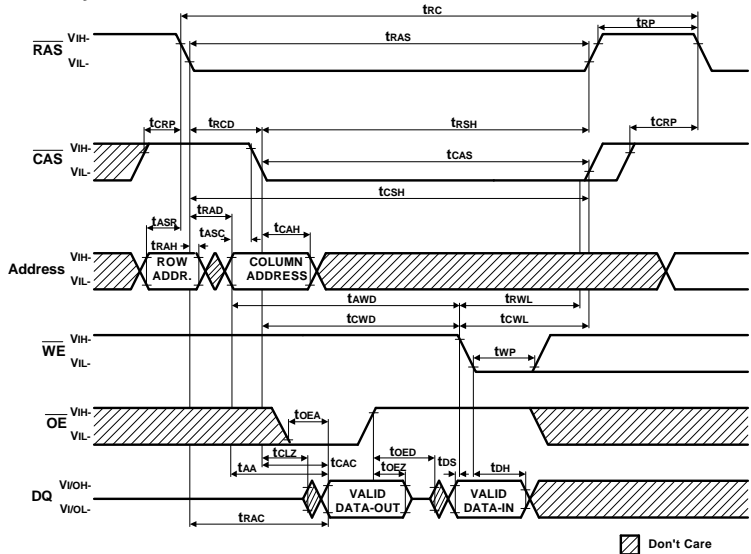 tRC
tRP
RAS
VIH-
VIL-
tRAS
tCRP
tRCD
tRSH
tCRP
CAS
VIH-
VIL-
tCAS
tCSH
tASR
tRAD
tRAH
tASC
tCAH
Address
VIH-
VIL-
ROW
ADDR.
COLUMN
ADDRESS
tAWD
tRWL
tCWD
tCWL
WE
VIH-
VIL-
tWP
OE
VIH-
VIL-
tOEA
tCLZ
tCAC
tAA
tOED
tOEZ
tDS
tDH
DQ
VI/OH-
VI/OL-
VALID
DATA-OUT
VALID
DATA-IN
tRAC
Don't Care